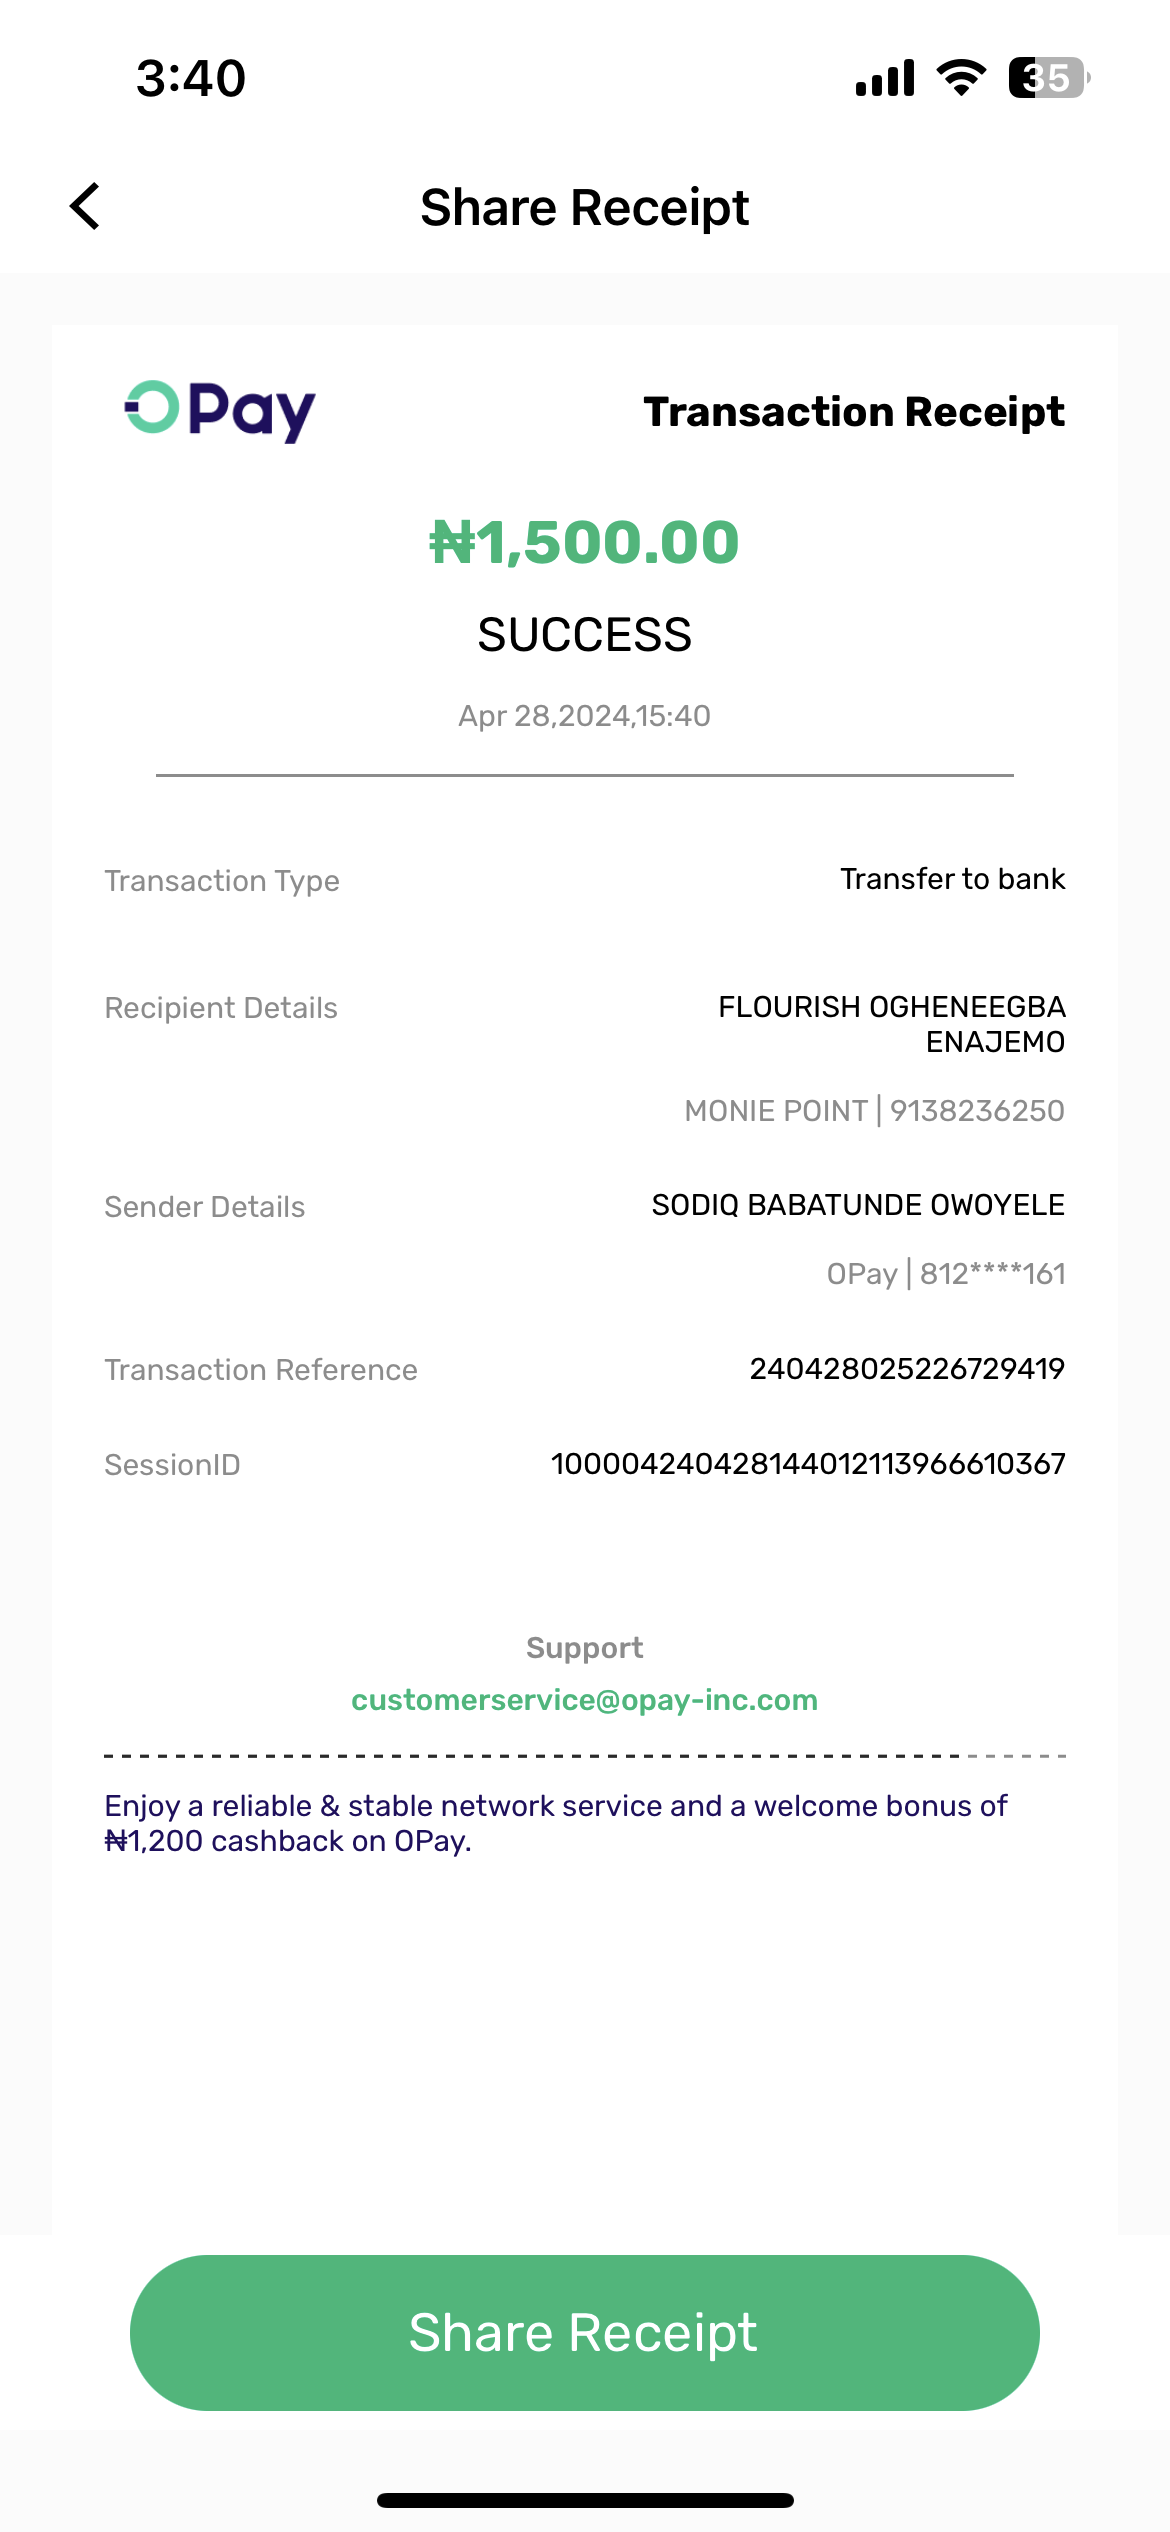 3:40
35
Share Receipt
OPay
Transaction Receipt
₦1,500.00
SUCCESS
Apr 28,2024,15:40
Transaction Type
Transfer to bank
Recipient Details
FLOURISH OGHENEEGBA
ENAJEMO
MONIE POINT | 9138236250
Sender Details
SODIQ BABATUNDE OWOYELE
OPay | 812****161
Transaction Reference
240428025226729419
SessionID
100004240428144012113966610367
Support
customerservice@opay-inc.com
Enjoy a reliable & stable network service and a welcome bonus of
₦1,200 cashback on OPay.
Share Receipt